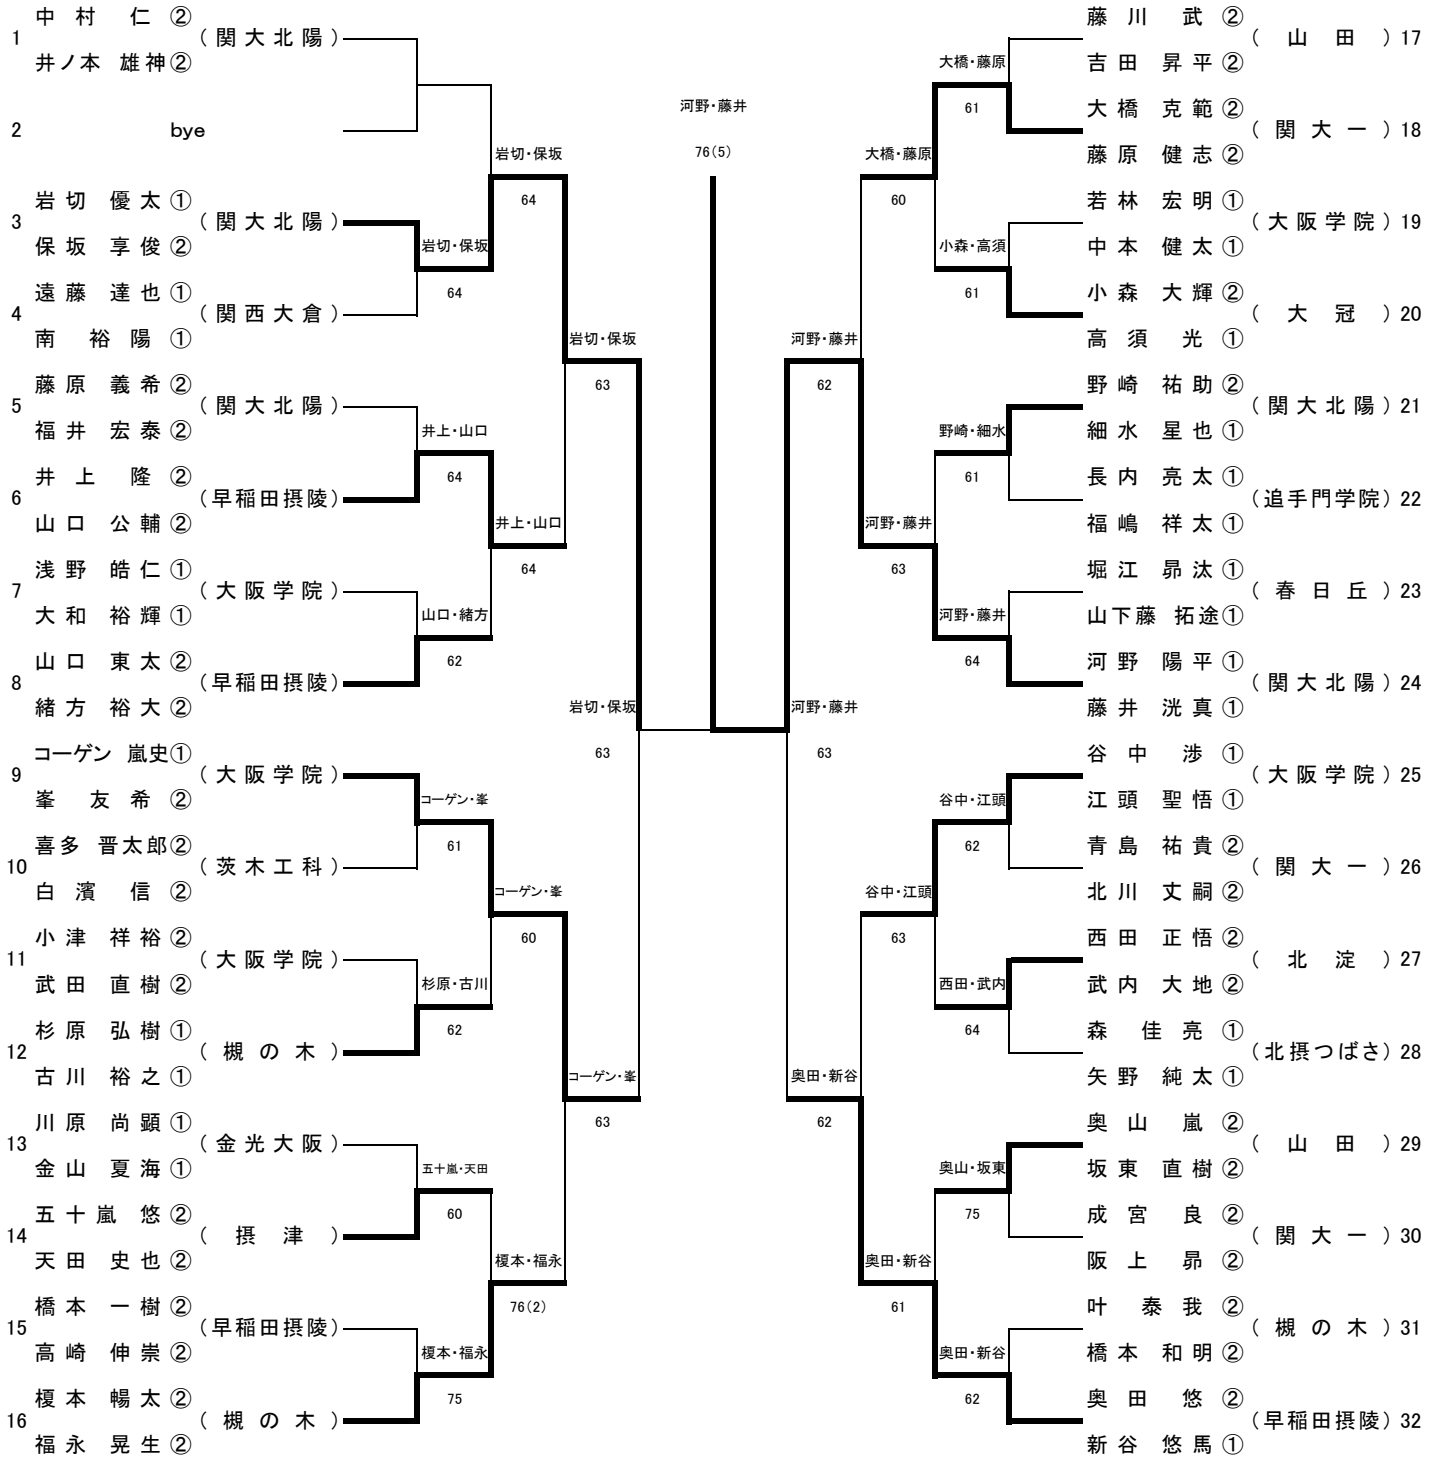 中村 仁 ②
1 (関大北陽)
井ノ本 雄神②
2 bye
岩切 優太 ①
3 (関大北陽)
保坂 享俊 ②
遠藤 達也 ①
4 (関西大倉)
南 裕陽 ①
藤原 義希 ②
5 (関大北陽)
福井 宏泰 ②
井上 隆 ②
6 (早稲田摂陵)
山口 公輔 ②
浅野 皓仁 ①
7 (大阪学院)
大和 裕輝 ①
山口 東太 ②
8 (早稲田摂陵)
緒方 裕大 ②
コーゲン 嵐史①
9 (大阪学院)
峯 友希 ②
喜多 晋太郎②
10 (茨木工科)
白濱 信 ②
小津 祥裕 ②
11 (大阪学院)
武田 直樹 ②
杉原 弘樹 ①
12 (槻の木)
古川 裕之 ①
川原 尚顕 ①
13 (金光大阪)
金山 夏海 ①
五十嵐 悠 ②
14 (摂津)
天田 史也 ②
橋本 一樹 ②
15 (早稲田摂陵)
高崎 伸崇 ②
榎本 暢太 ②
16 (槻の木)
福永 晃生 ②
岩切・保坂
64
井上・山口
64
山口・緒方
62
コーゲン・峯
61
杉原・古川
62
五十嵐・天田
60
榎本・福永
75
岩切・保坂
64
井上・山口
64
コーゲン・峯
60
榎本・福永
76(2)
岩切・保坂
63
コーゲン・峯
63
岩切・保坂
63
河野・藤井
76(5)
河野・藤井
63
河野・藤井
62
奥田・新谷
62
大橋・藤原
60
河野・藤井
63
谷中・江頭
63
奥田・新谷
61
大橋・藤原
61
小森・高須
61
野崎・細水
61
河野・藤井
64
谷中・江頭
62
西田・武内
64
奥山・坂東
75
奥田・新谷
62
藤川 武 ②
(山田) 17
吉田 昇平 ②
大橋 克範 ②
(関大一) 18
藤原 健志 ②
若林 宏明 ①
(大阪学院) 19
中本 健太 ①
小森 大輝 ②
(大冠) 20
高須 光 ①
野崎 祐助 ②
(関大北陽) 21
細水 星也 ①
長内 亮太 ①
(追手門学院) 22
福嶋 祥太 ①
堀江 昴汰 ①
(春日丘) 23
山下藤 拓途①
河野 陽平 ①
(関大北陽) 24
藤井 洸真 ①
谷中 渉 ①
(大阪学院) 25
江頭 聖悟 ①
青島 祐貴 ②
(関大一) 26
北川 丈嗣 ②
西田 正悟 ②
(北淀) 27
武内 大地 ②
森 佳亮 ①
(北摂つばさ) 28
矢野 純太 ①
奥山 嵐 ②
(山田) 29
坂東 直樹 ②
成宮 良 ②
(関大一) 30
阪上 昴 ②
叶 泰我 ②
(槻の木) 31
橋本 和明 ②
奥田 悠 ②
(早稲田摂陵) 32
新谷 悠馬 ①